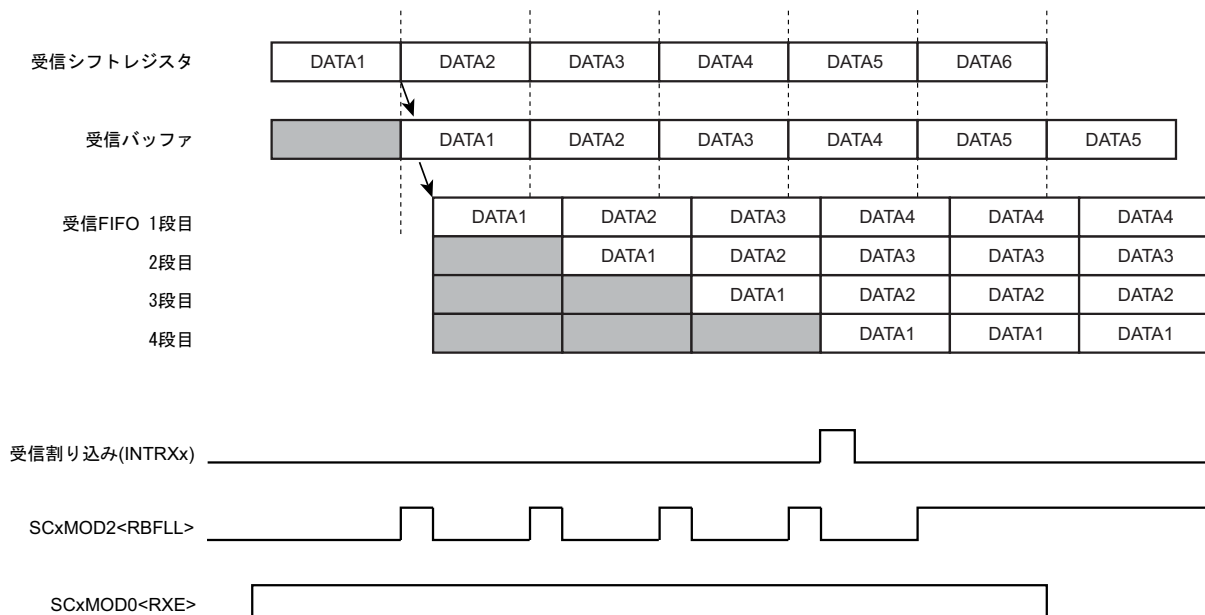 受信シフトレジスタ DATA1 DATA2 DATA3 DATA4 DATA5 DATA6
受信バッファ DATA1 DATA2 DATA3 DATA4 DATA5 DATA5
受信FIFO 1段目 DATA1 DATA2 DATA3 DATA4 DATA4 DATA4
2段目 DATA1 DATA2 DATA3 DATA3 DATA3
3段目 DATA1 DATA2 DATA2 DATA2
4段目 DATA1 DATA1 DATA1
受信割り込み(INTRXx)
SCxMOD2<RBFLL>
SCxMOD0<RXE>